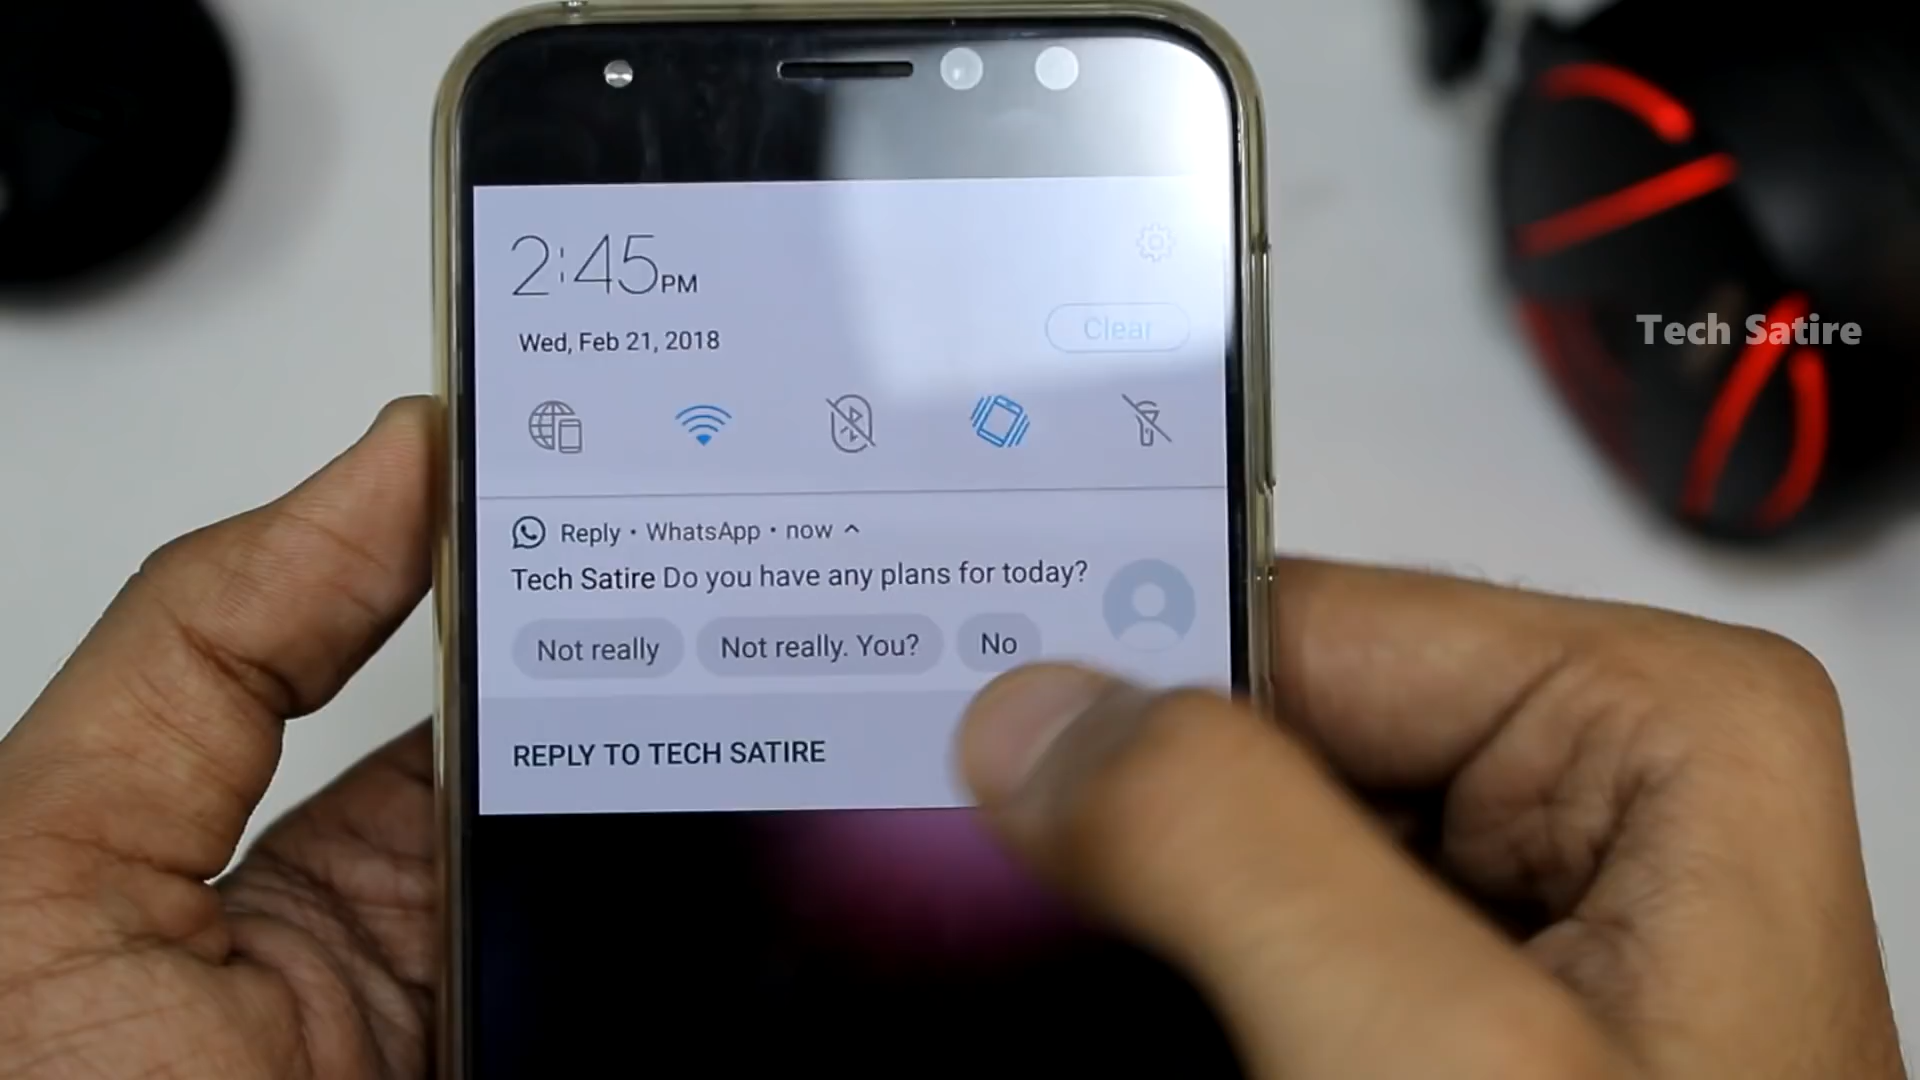 2:45PM
Wed, Feb 21, 2018
Clear
Tech Satire
Reply • WhatsApp • now
Tech Satire Do you have any plans for today?
Not really
Not really. You?
No
REPLY TO TECH SATIRE